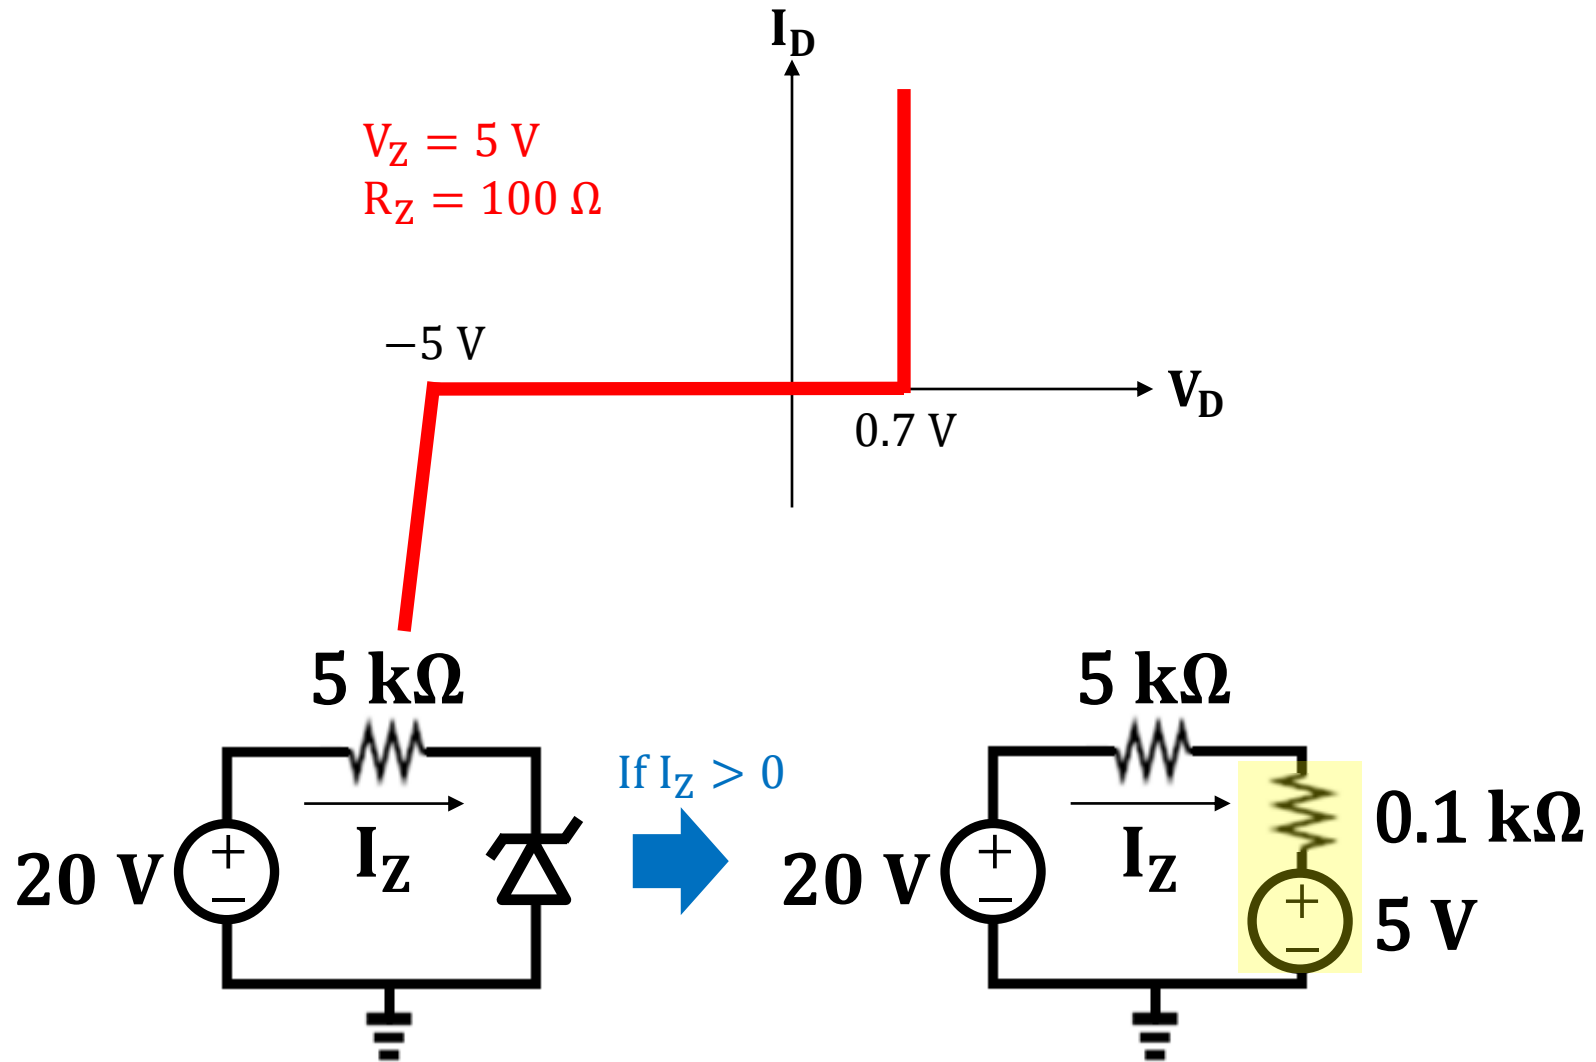 I_D
V_Z = 5 V
R_Z = 100 Ω
−5 V
V_D
0.7 V
5 kΩ
5 kΩ
If I_Z > 0
I_Z
I_Z
20 V
+
−
20 V
+
−
0.1 kΩ
+
−
5 V